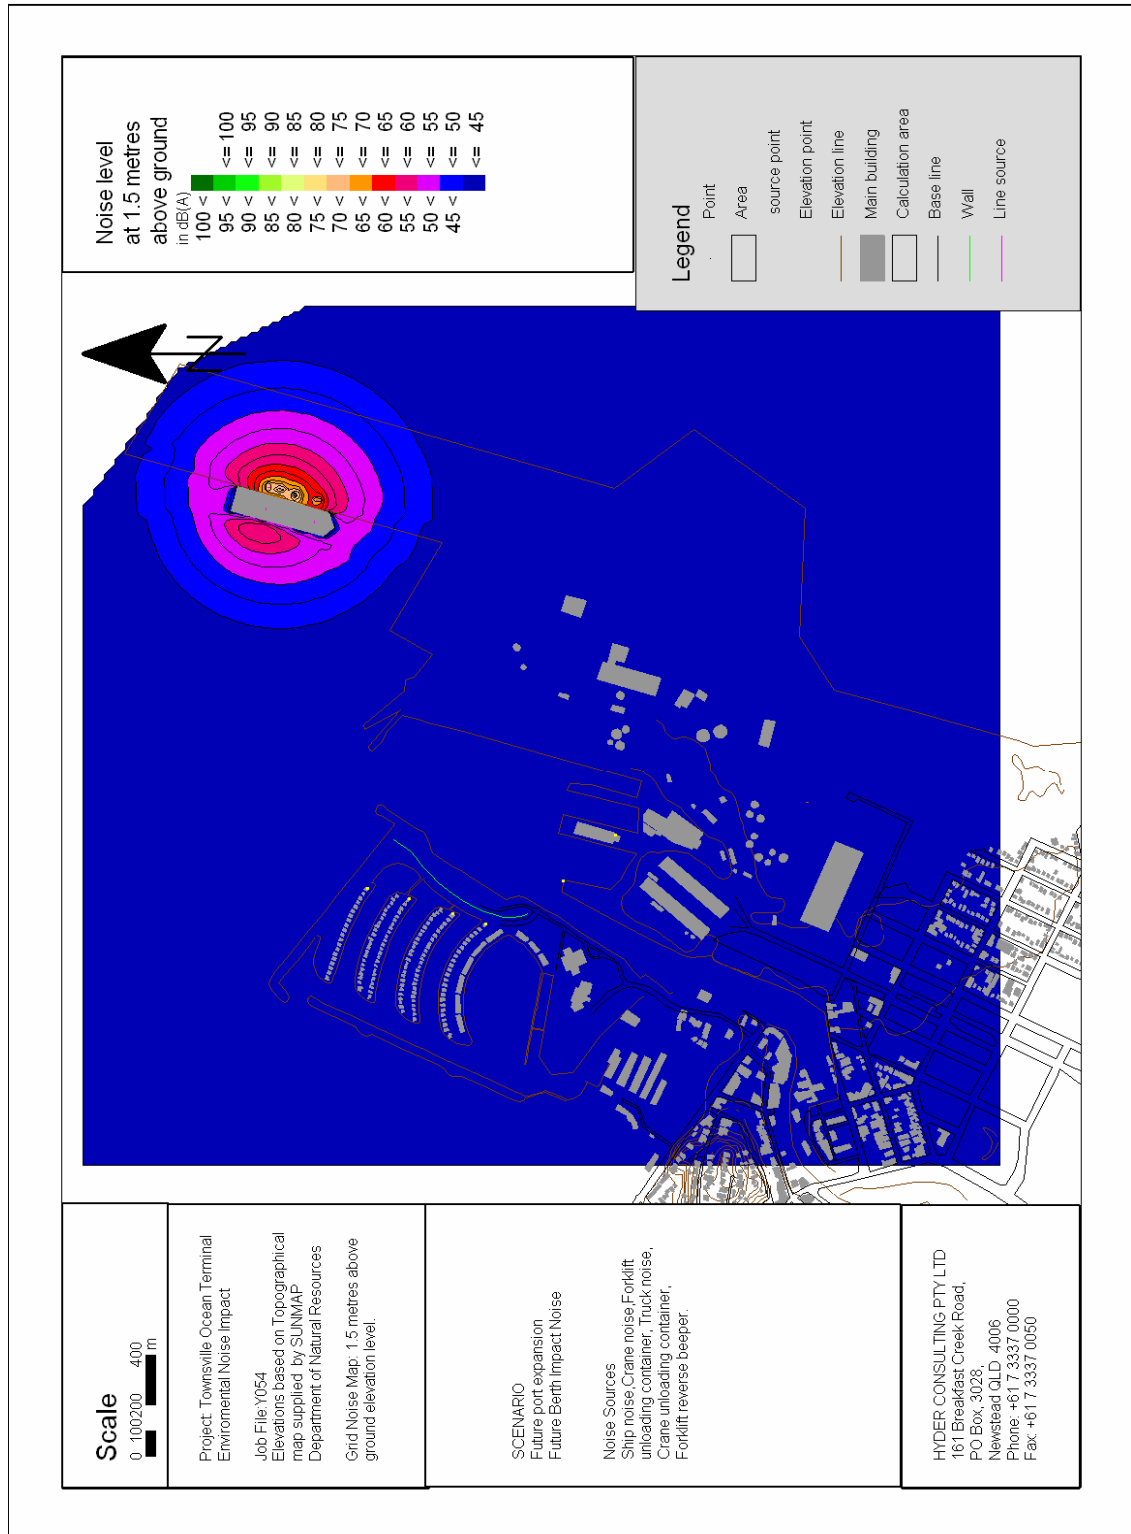 Noise level
at 1.5 metres
above ground
in dB(A)
100 <
95 < <= 100
90 < <= 95
85 < <= 90
80 < <= 85
75 < <= 80
70 < <= 75
65 < <= 70
60 < <= 65
55 < <= 60
50 < <= 55
45 < <= 50
<= 45
Legend
Point
Area
source point
Elevation point
Elevation line
Main building
Calculation area
Base line
Wall
Line source
N
Scale
0 100200 400
m
Project: Townsville Ocean Terminal
Enviromental Noise Impact
Job File:Y054
Elevations based on Topographical
map supplied by SUNMAP
Department of Natural Resources
Grid Noise Map: 1.5 metres above
ground elevation level.
SCENARIO
Future port expansion
Future Berth Impact Noise
Noise Sources
Ship noise,Crane noise,Forklift
unloading container, Truck noise,
Crane unloading container,
Forklift reverse beeper.
HYDER CONSULTING PTY LTD
161 Breakfast Creek Road,
PO Box, 3028,
Newstead QLD 4006
Phone: +61 7 3337 0000
Fax: +61 7 3337 0050